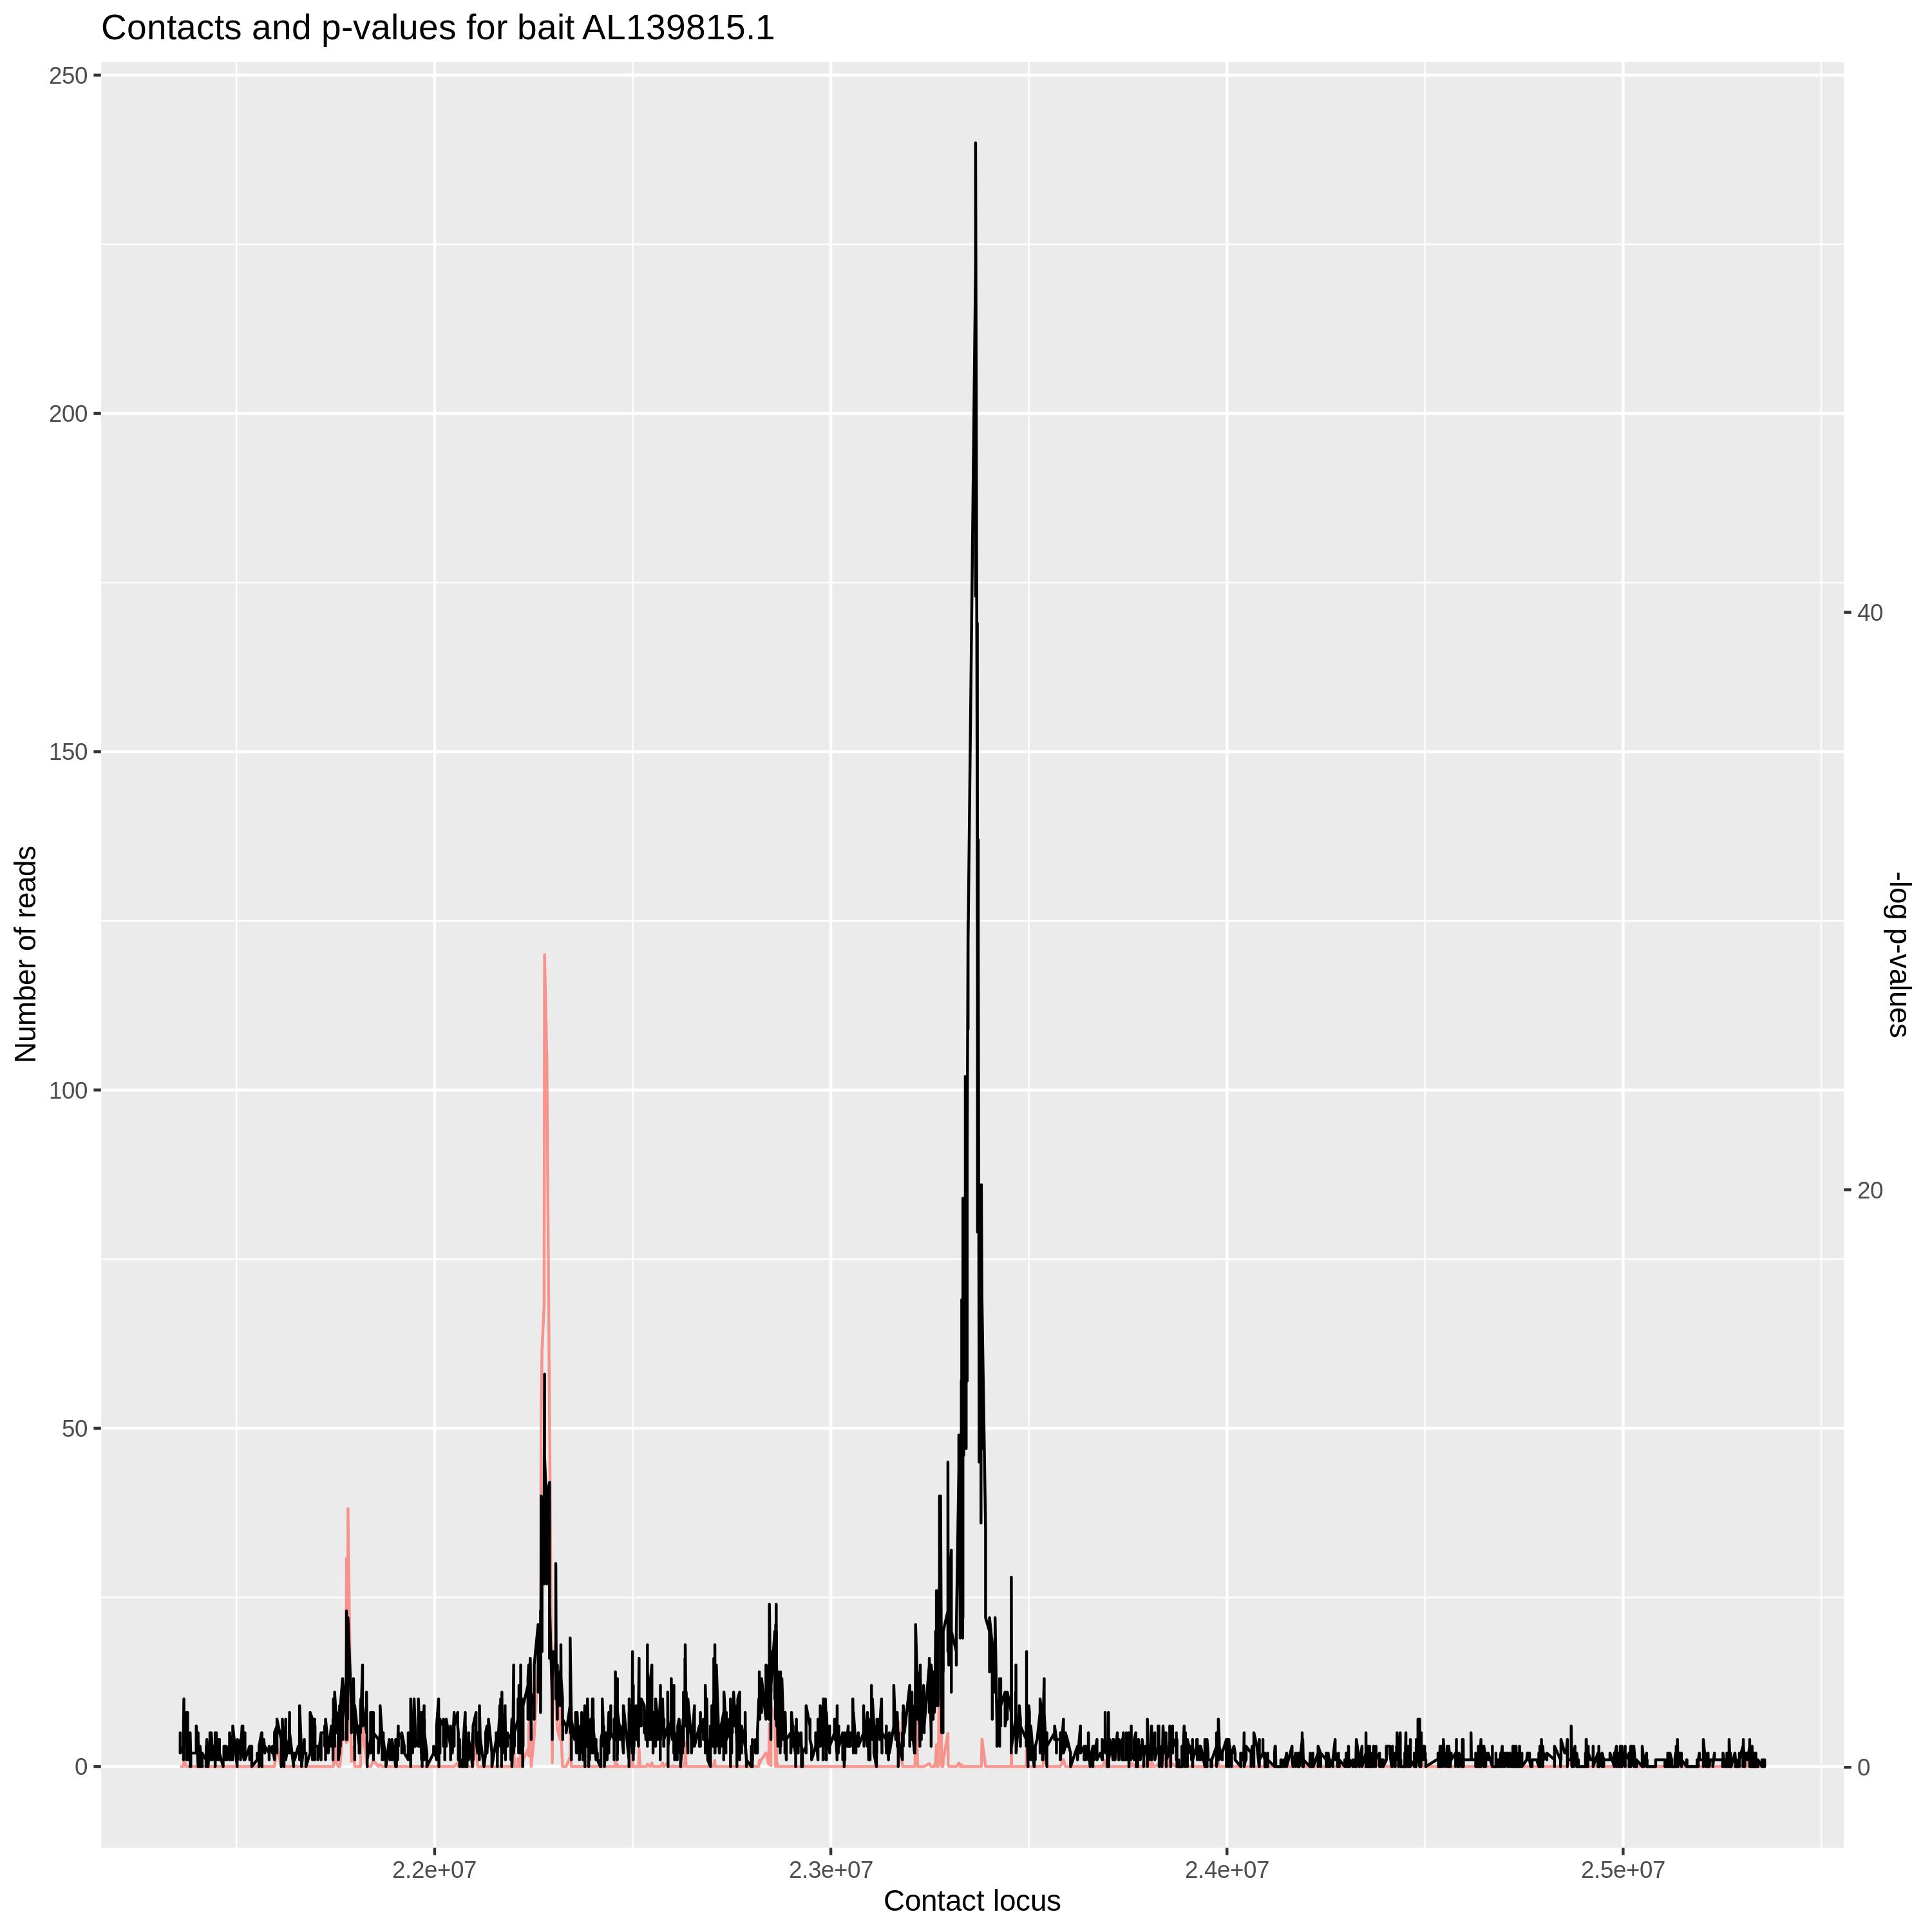 Contacts and p-values for bait AL139815.1
250
200
150
100
50
0
Number of reads
40
20
0
-log p-values
2.2e+07
2.3e+07
2.4e+07
2.5e+07
Contact locus